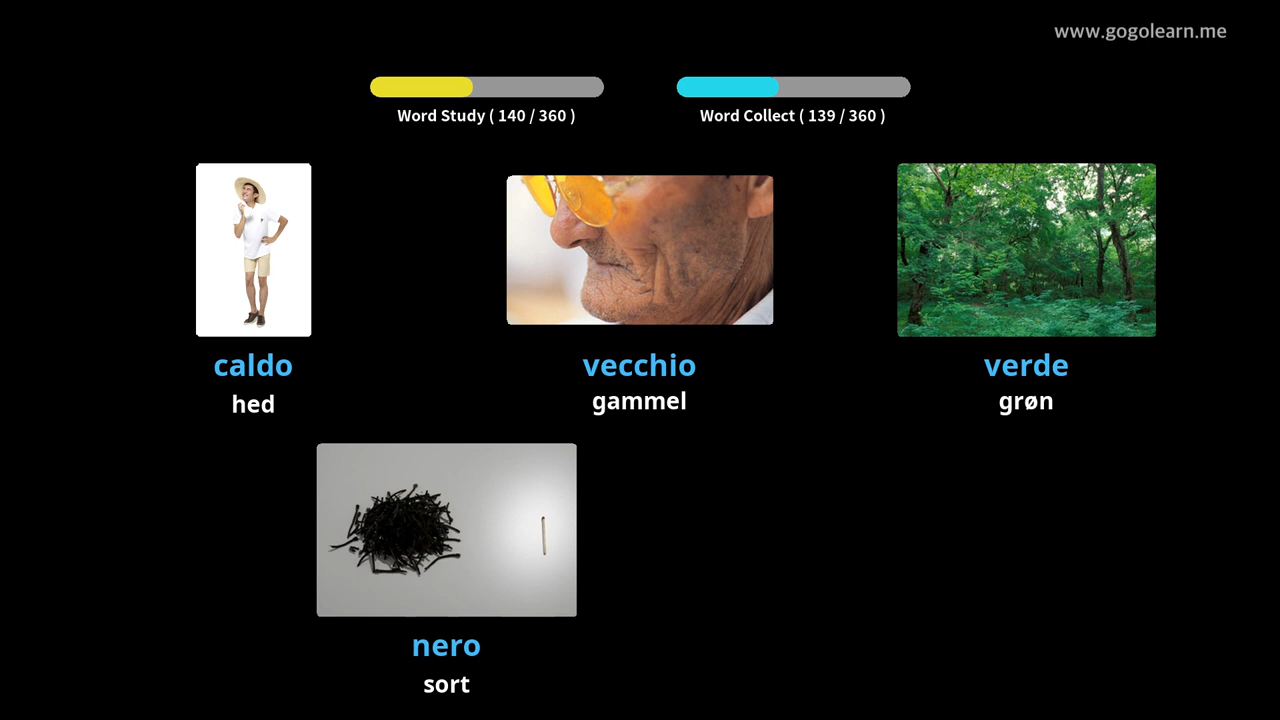 www.gogolearn.me
Word Study ( 140 / 360 )
Word Collect ( 139 / 360 )
caldo
hed
vecchio
gammel
verde
grøn
nero
sort